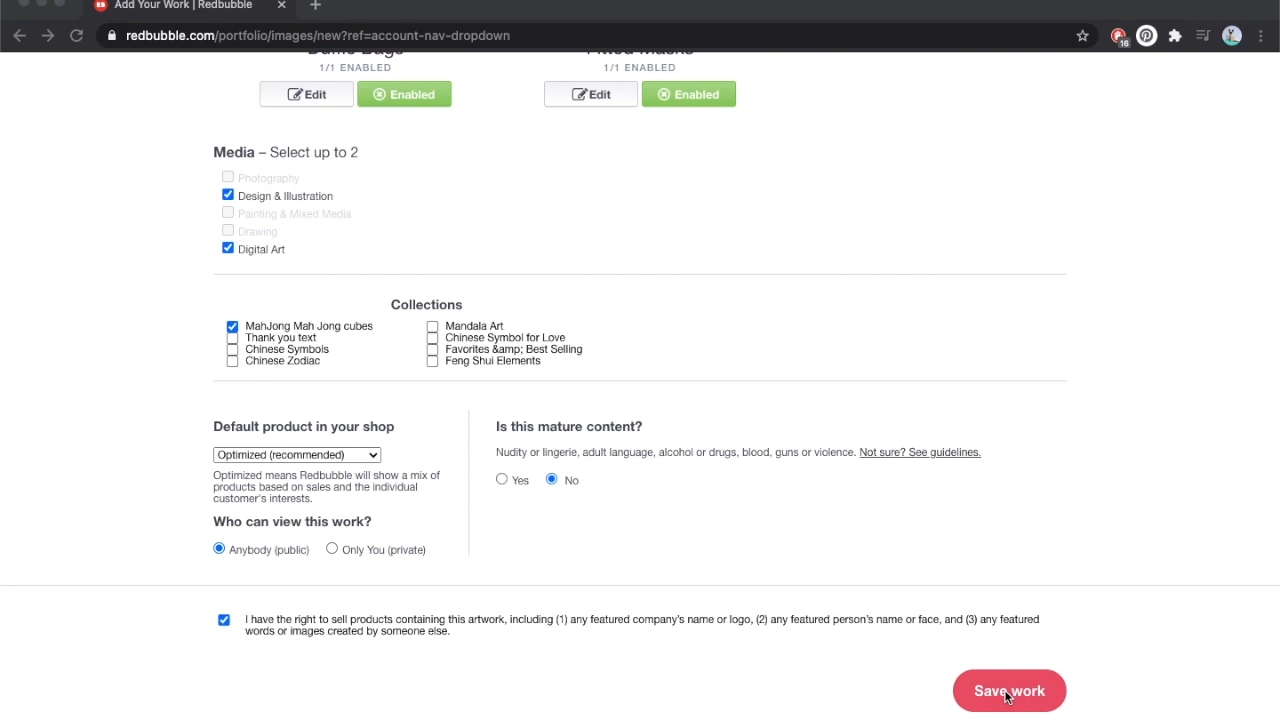 Add Your Work | Redbubble
redbubble.com/portfolio/images/new?ref=account-nav-dropdown
16
Duffle Bags
Fitted Masks
1/1 ENABLED
1/1 ENABLED
Edit
Enabled
Edit
Enabled
Media – Select up to 2
Photography
Design & Illustration
Painting & Mixed Media
Drawing
Digital Art
Collections
MahJong Mah Jong cubes
Mandala Art
Thank you text
Chinese Symbol for Love
Chinese Symbols
Favorites &amp; Best Selling
Chinese Zodiac
Feng Shui Elements
Default product in your shop
Optimized (recommended)
Optimized means Redbubble will show a mix of
products based on sales and the individual
customer's interests.
Who can view this work?
Anybody (public)
Only You (private)
Is this mature content?
Nudity or lingerie, adult language, alcohol or drugs, blood, guns or violence. Not sure? See guidelines.
Yes
No
I have the right to sell products containing this artwork, including (1) any featured company's name or logo, (2) any featured person's name or face, and (3) any featured
words or images created by someone else.
Save work